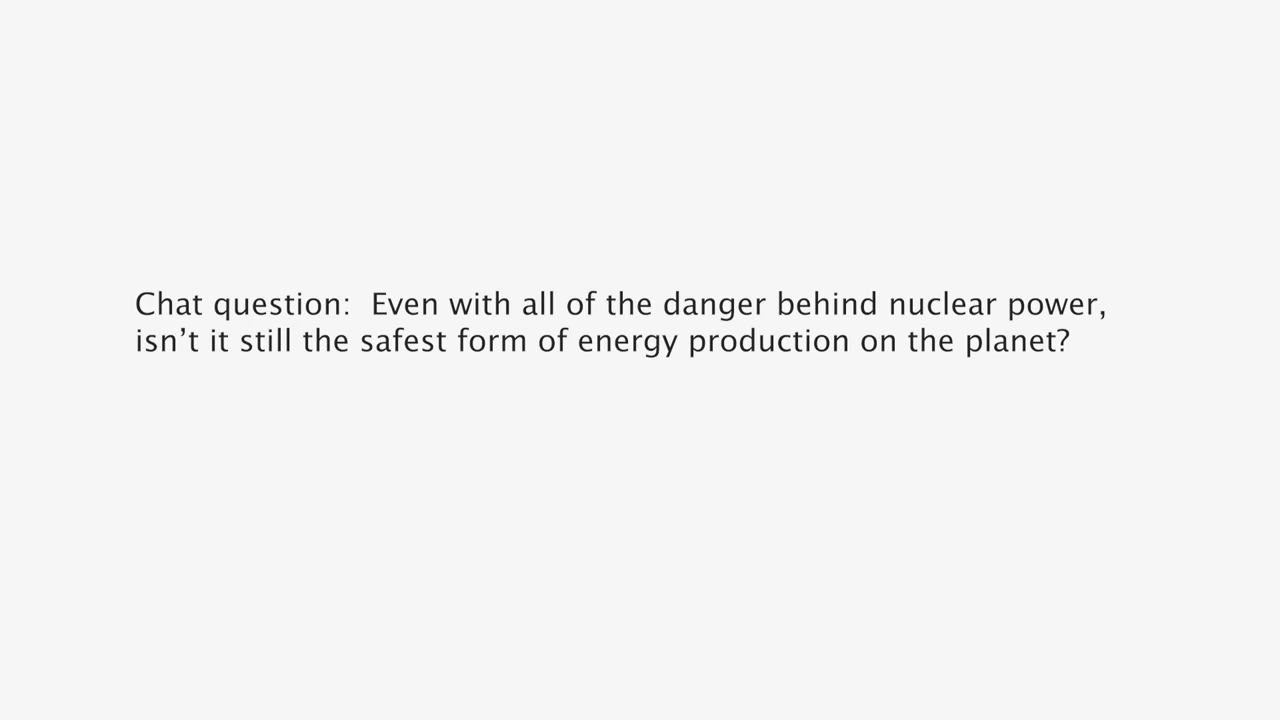 Chat question:  Even with all of the danger behind nuclear power,
isn’t it still the safest form of energy production on the planet?